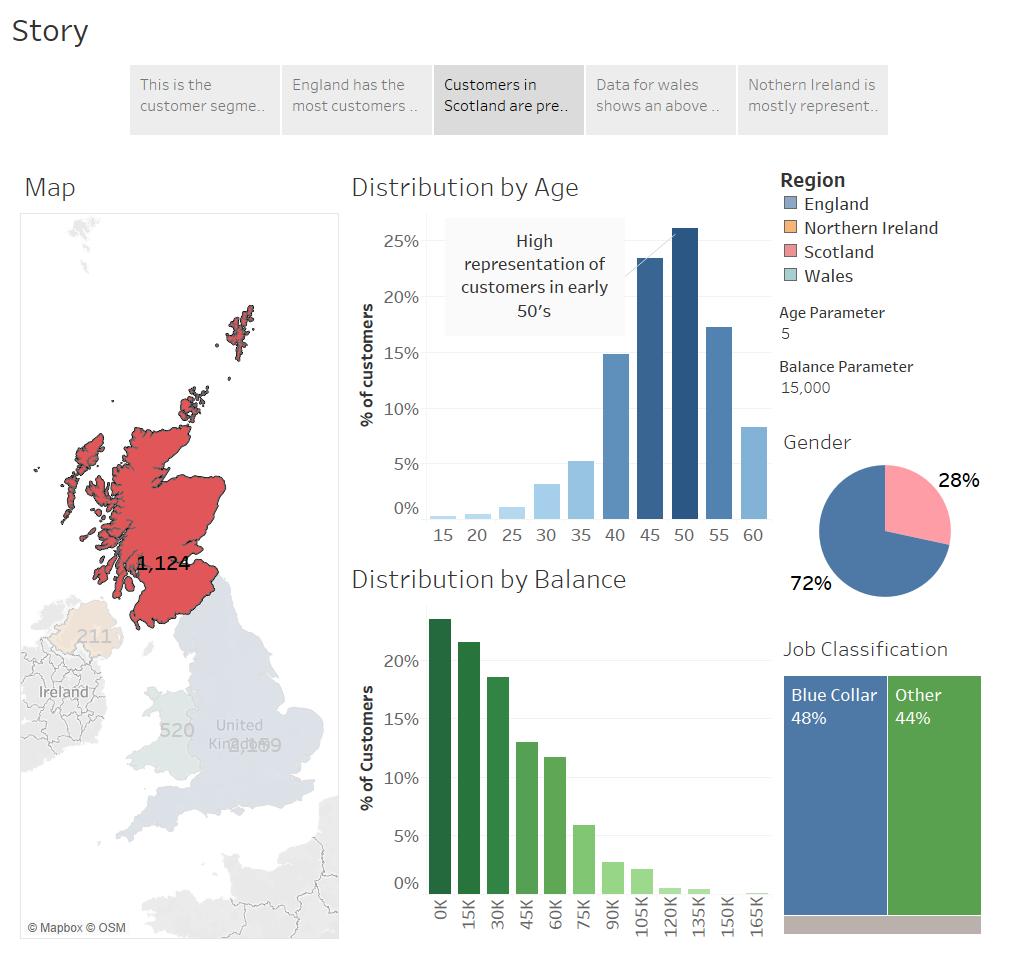 Story
This is the
customer segme..
England has the
most customers ..
Customers in
Scotland are pre..
Data for wales
shows an above ..
Nothern Ireland is
mostly represent..
Map
1,124
211
Ireland
520
United
Kingdom
2,159
© Mapbox © OSM
Distribution by Age
High
representation of
customers in early
50's
% of customers
25%
20%
15%
10%
5%
0%
15 20 25 30 35 40 45 50 55 60
Distribution by Balance
% of Customers
20%
15%
10%
5%
0%
0K 15K 30K 45K 60K 75K 90K 105K 120K 135K 150K 165K
Region
England
Northern Ireland
Scotland
Wales
Age Parameter
5
Balance Parameter
15,000
Gender
28%
72%
Job Classification
Blue Collar
48%
Other
44%